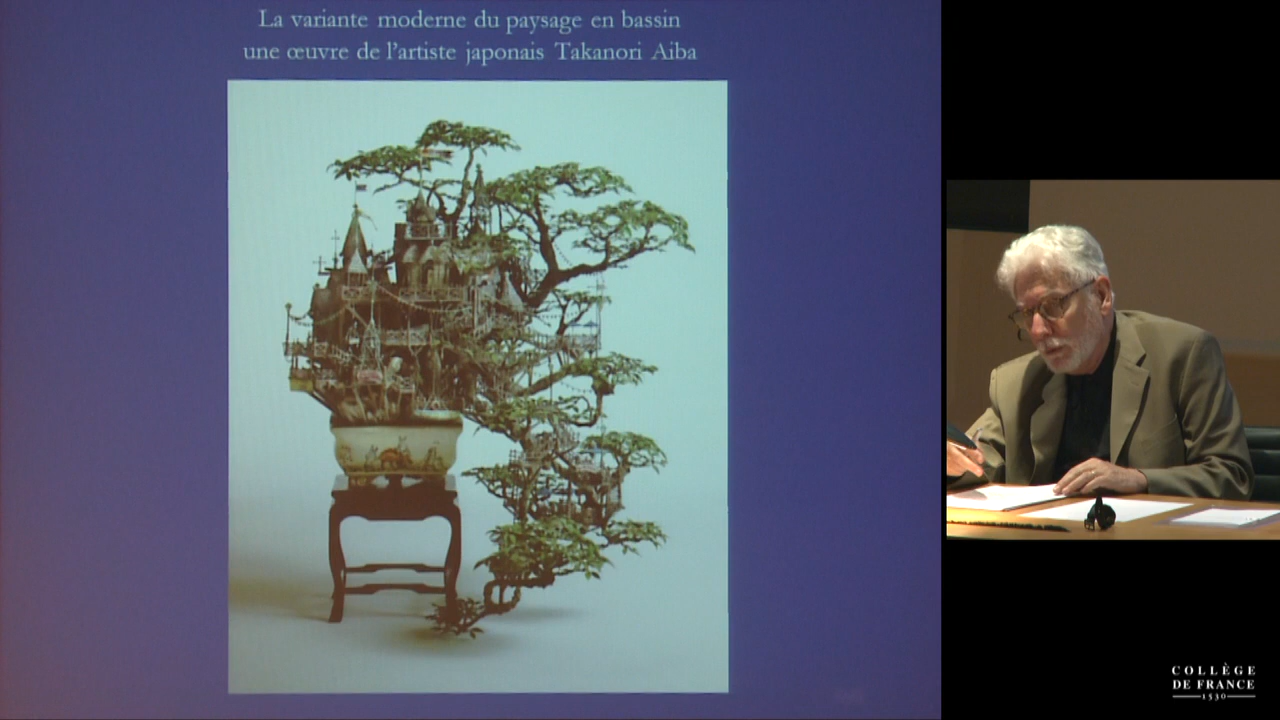 La variante moderne du paysage en bassin
une œuvre de l'artiste japonais Takanori Aiba
COLLÈGE
DE FRANCE
1530